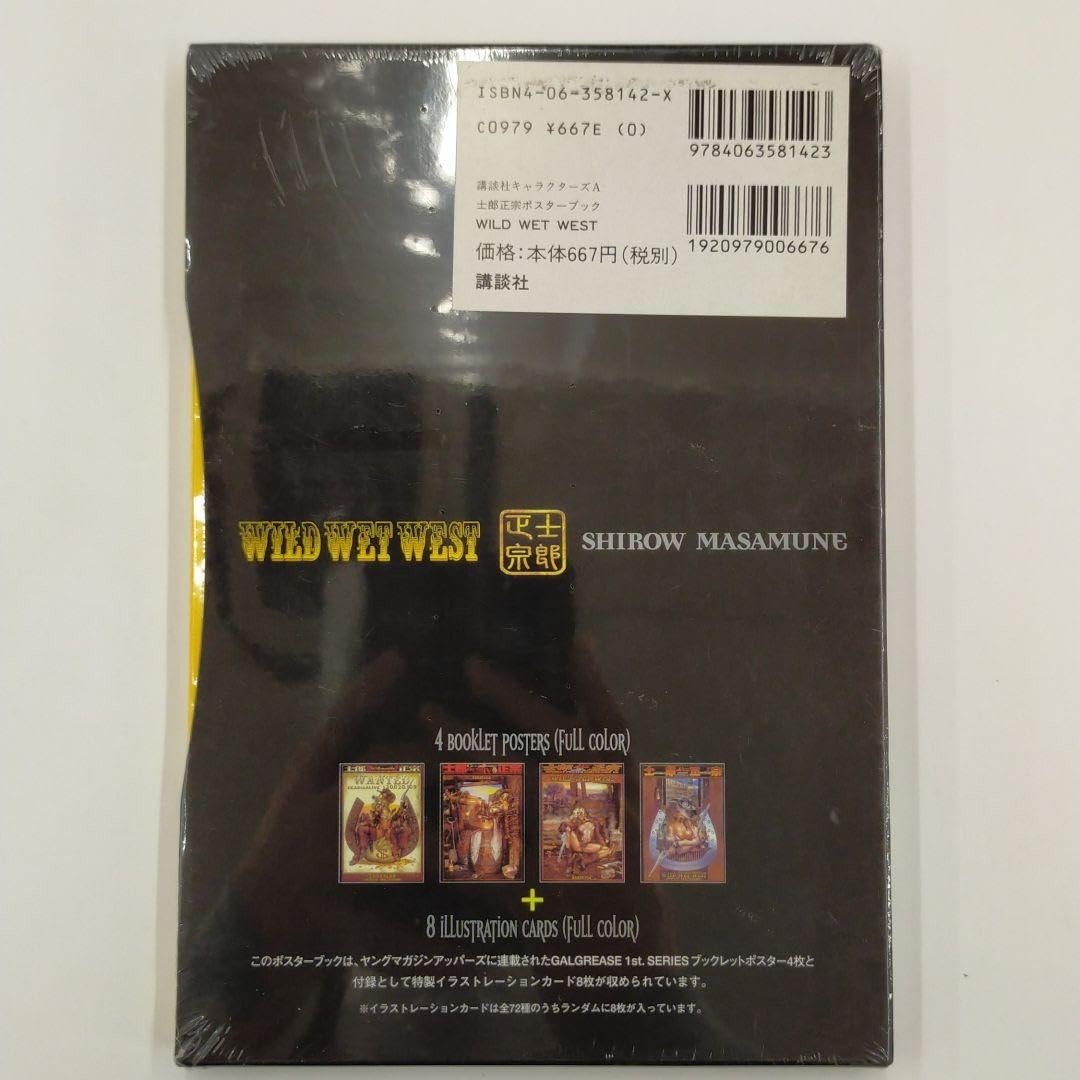 ISBN4-06-358142-X
C0979 ¥667E (0)
9784063581423
講談社キャラクターズA
士郎正宗ポスターブック
WILD WET WEST
価格：本体667円（税別）
講談社
1920979006676
WILD WET WEST
士郎正宗
SHIROW MASAMUNE
4 BOOKLET POSTERS (FULL COLOR)
WANTED
+
8 ILLUSTRATION CARDS (FULL COLOR)
このポスターブックは、ヤングマガジンアッパーズに連載されたGALGREASE 1st. SERIES ブックレットポスター4枚と
付録として特製イラストレーションカード8枚が収められています。
※イラストレーションカードは全72種のうちランダムに8枚が入っています。